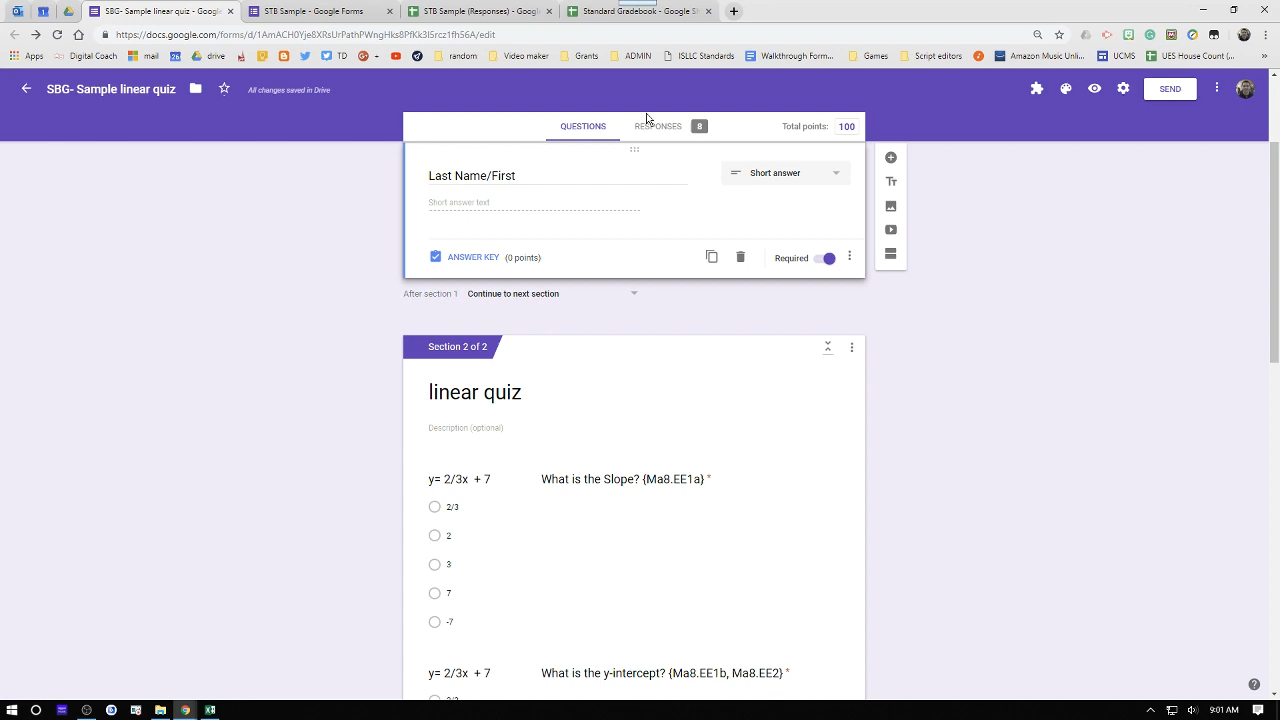 SBG- Sample linear quiz - Google
STB Sample - Google Forms
STB Sample (Responses) - Google
Standard Gradebook - Google Sh
https://docs.google.com/forms/d/1AmACH0Yje8XRsUrPathPWngHks8PfKk3I5rcz1fh56A/edit
Apps
Digital Coach
mail
drive
TD
random
Video maker
Grants
ADMIN
ISLLC Standards
Walkthrough Form...
Games
Script editors
Amazon Music Unl...
UCMS
UES House Count (...
SBG- Sample linear quiz
All changes saved in Drive
SEND
QUESTIONS
RESPONSES 8
Total points: 100
Last Name/First
Short answer
Short answer text
ANSWER KEY (0 points)
Required
After section 1 Continue to next section
Section 2 of 2
linear quiz
Description (optional)
y= 2/3x + 7 What is the Slope? {Ma8.EE1a} *
2/3
2
3
7
-7
y= 2/3x + 7 What is the y-intercept? {Ma8.EE1b, Ma8.EE2} *
9:01 AM